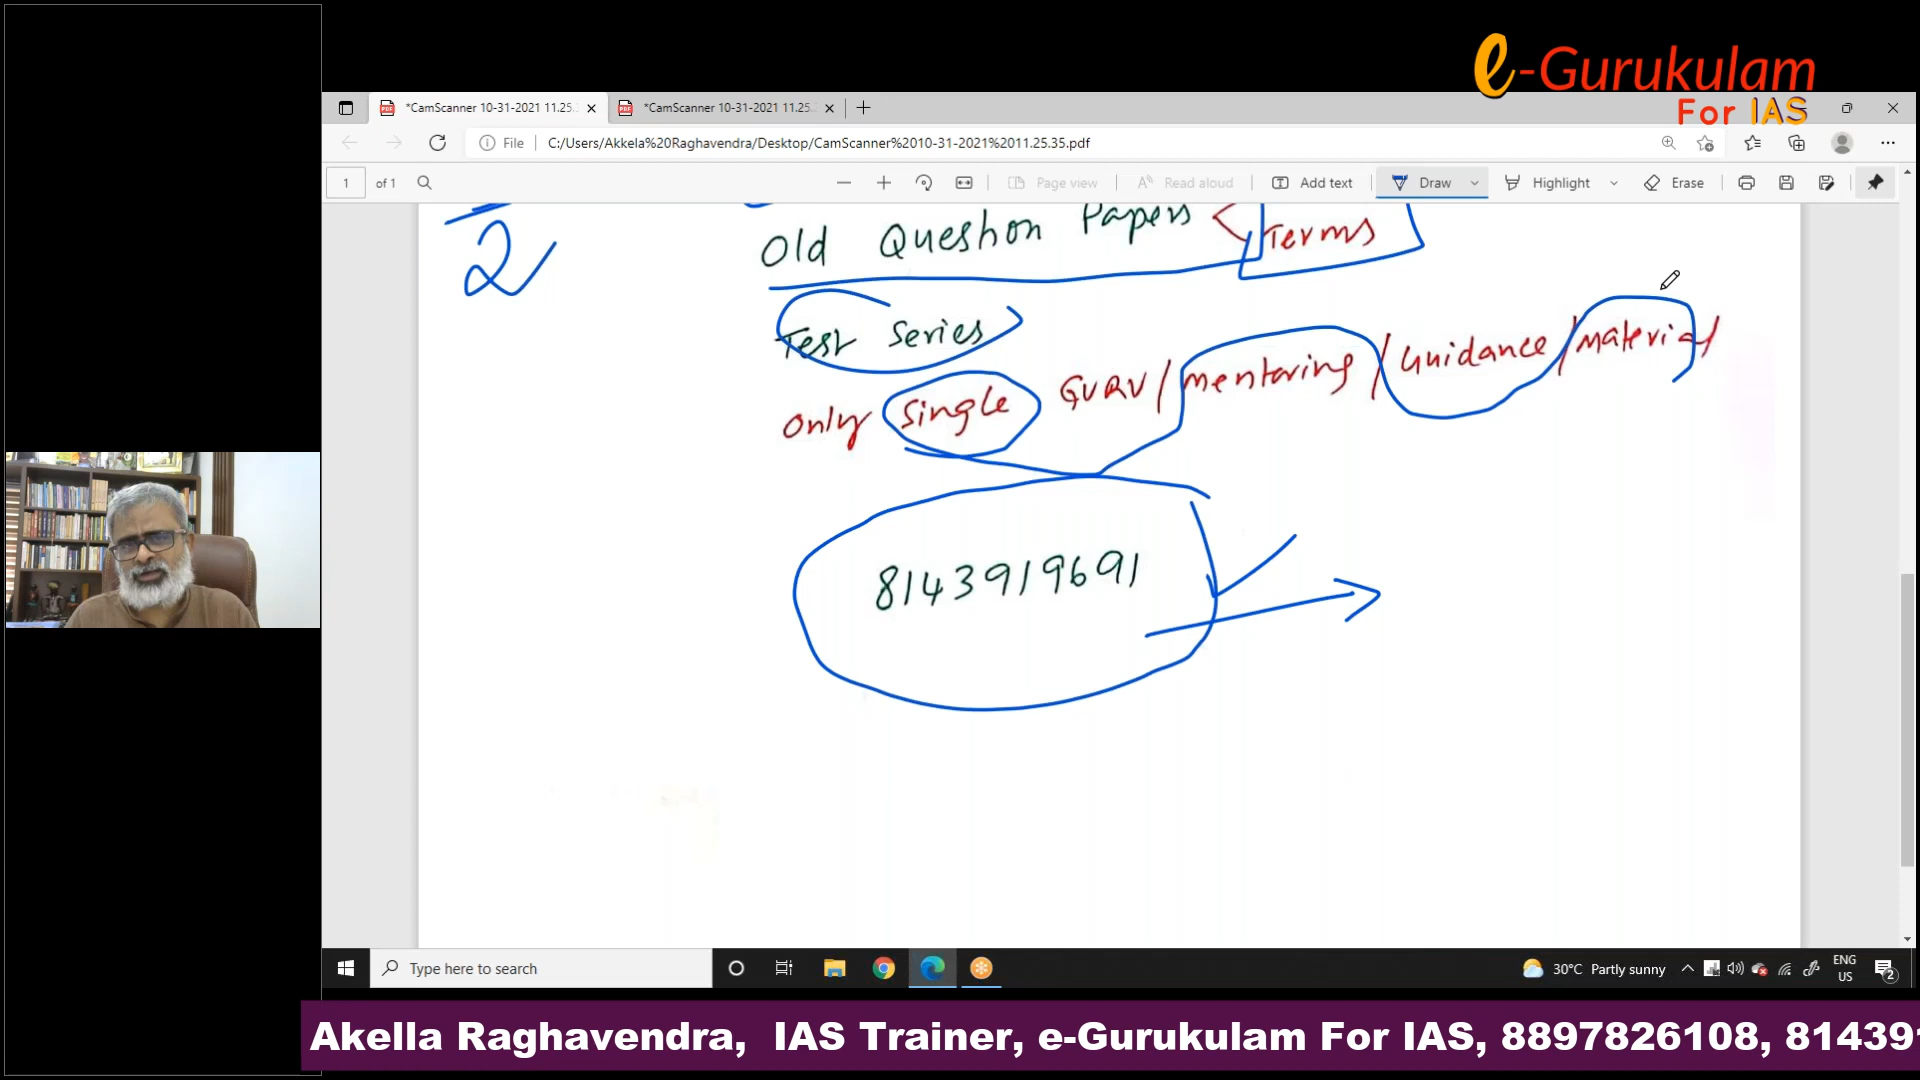 e-Gurukulam
For IAS
*CamScanner 10-31-2021 11.25.
*CamScanner 10-31-2021 11.25.
File
C:/Users/Akkela%20Raghavendra/Desktop/CamScanner%2010-31-2021%2011.25.35.pdf
1 of 1
Page view
Read aloud
Add text
Draw
Highlight
Erase
2
Old Question Papers < Terms
Test Series
only single GURU / mentoring / Guidance / material
8143919691
Type here to search
30°C Partly sunny
ENG
US
2
Akella Raghavendra, IAS Trainer, e-Gurukulam For IAS, 8897826108, 81439